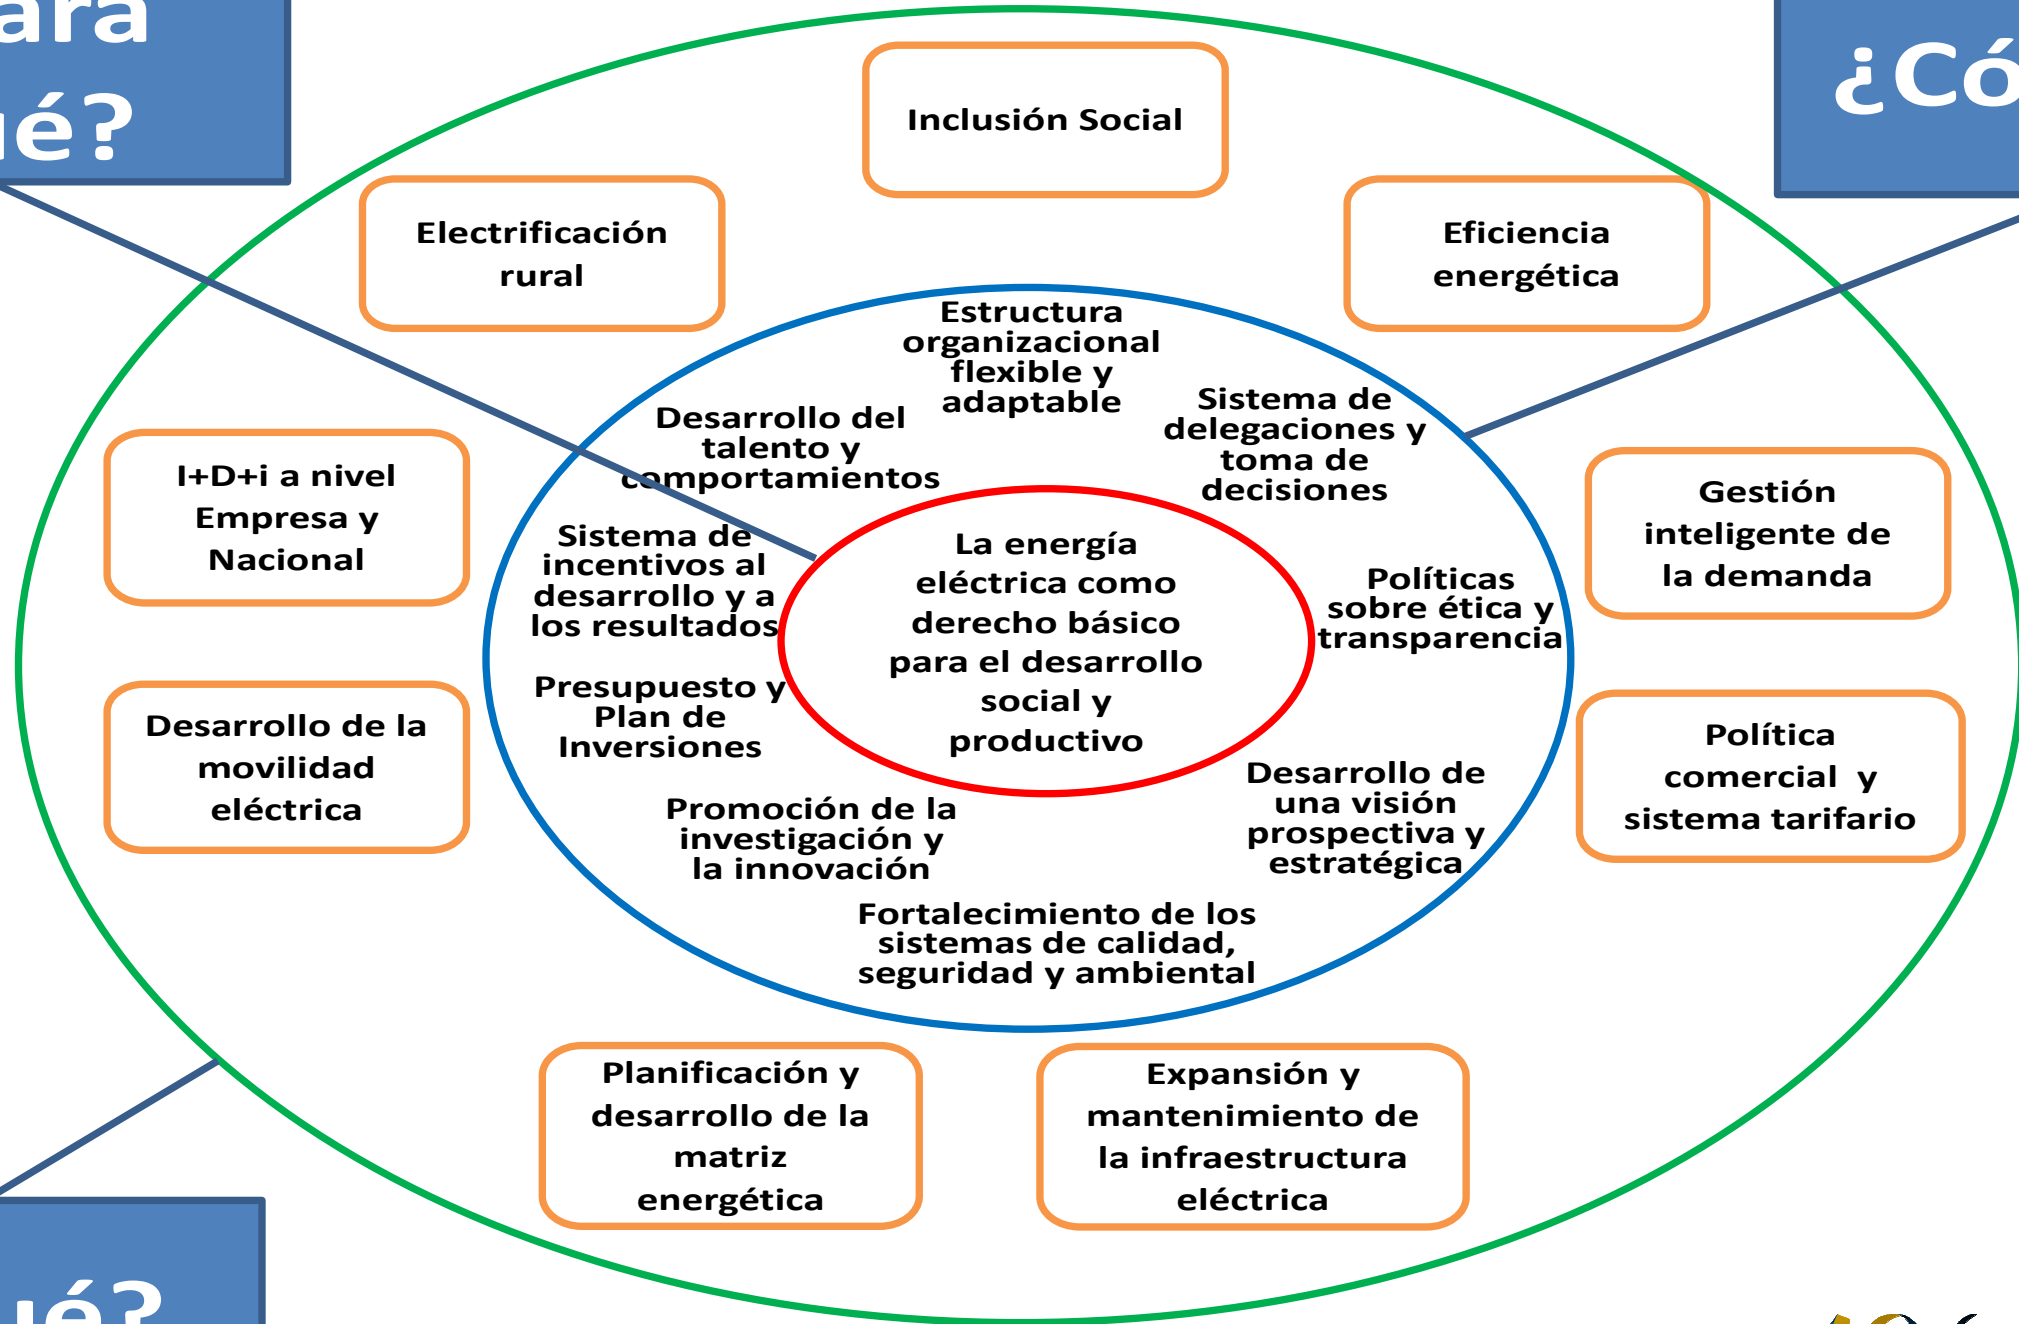 ué?
¿Có
Inclusión Social
Electrificación
rural
Eficiencia
energética
Estructura
organizacional
flexible y
adaptable
Desarrollo del
talento y
comportamientos
Sistema de
delegaciones y
toma de
decisiones
I+D+i a nivel
Empresa y
Nacional
Gestión
inteligente de
la demanda
Sistema de
incentivos al
desarrollo y a
los resultados
La energía
eléctrica como
derecho básico
para el desarrollo
social y
productivo
Políticas
sobre ética y
transparencia
Desarrollo de la
movilidad
eléctrica
Presupuesto y
Plan de
Inversiones
Política
comercial y
sistema tarifario
Promoción de la
investigación y
la innovación
Desarrollo de
una visión
prospectiva y
estratégica
Fortalecimiento de los
sistemas de calidad,
seguridad y ambiental
Planificación y
desarrollo de la
matriz
energética
Expansión y
mantenimiento de
la infraestructura
eléctrica
ué?